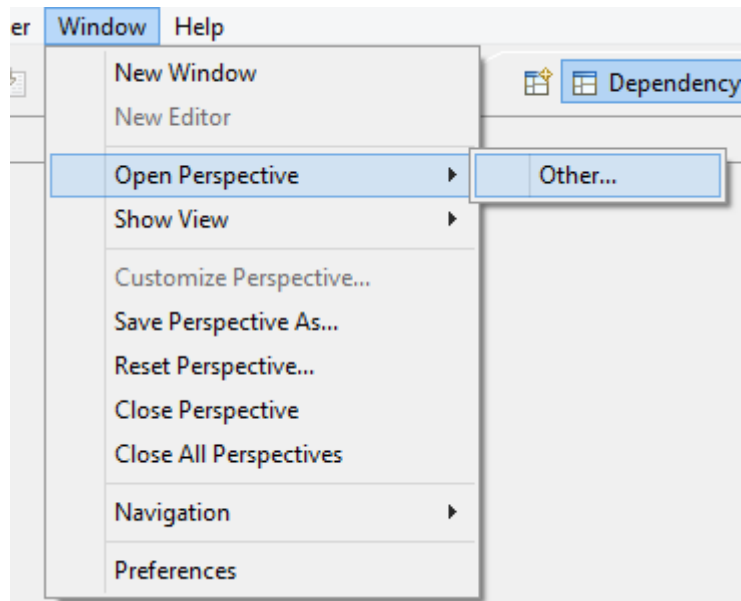 er Window Help
New Window
Dependency
New Editor
Open Perspective
Other...
Show View
Customize Perspective...
Save Perspective As...
Reset Perspective...
Close Perspective
Close All Perspectives
Navigation
Preferences